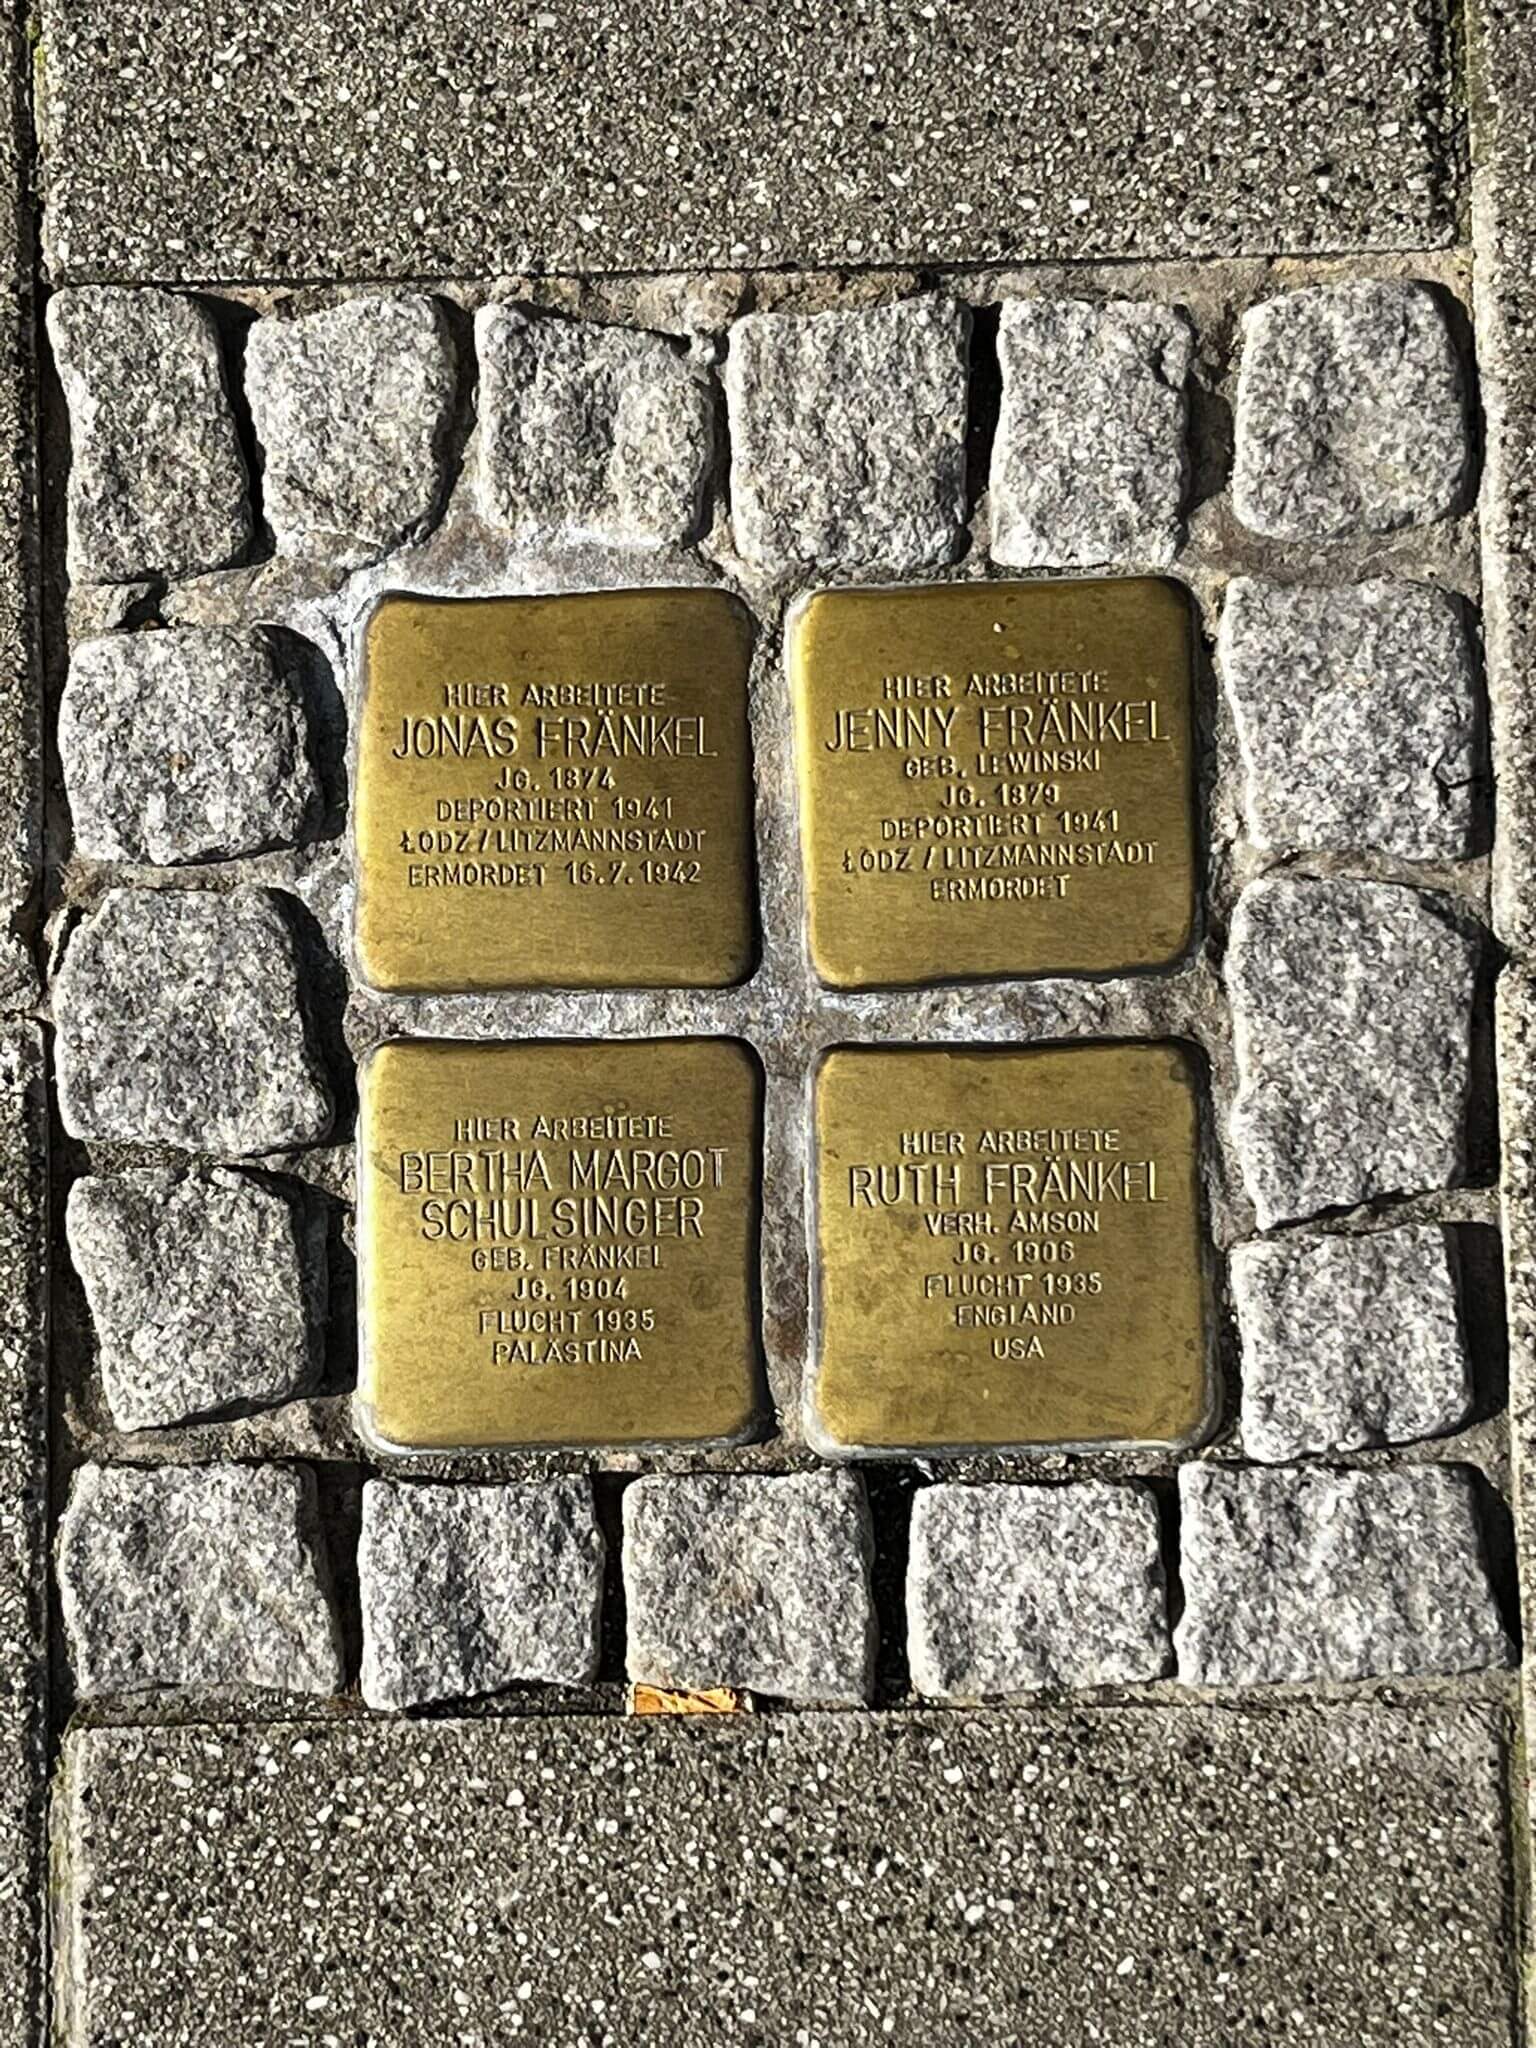 HIER ARBEITETE
JONAS FRÄNKEL
JG. 1874
DEPORTIERT 1941
ŁODZ / LITZMANNSTADT
ERMORDET 16.7.1942
HIER ARBEITETE
JENNY FRÄNKEL
GEB. LEWINSKI
JG. 1879
DEPORTIERT 1941
ŁODZ / LITZMANNSTADT
ERMORDET
HIER ARBEITETE
BERTHA MARGOT
SCHULSINGER
GEB. FRÄNKEL
JG. 1904
FLUCHT 1935
PALÄSTINA
HIER ARBEITETE
RUTH FRÄNKEL
VERH. AMSON
JG. 1906
FLUCHT 1935
ENGLAND
USA